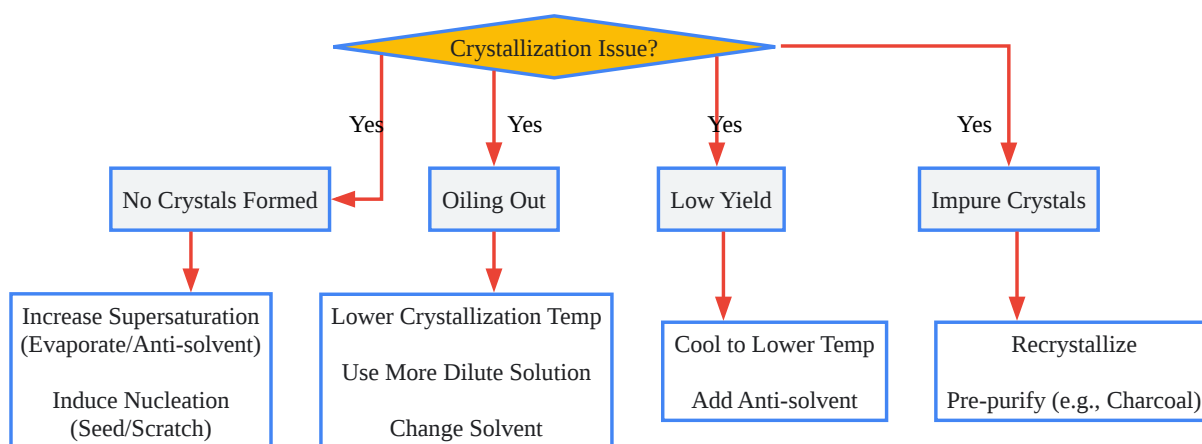 Crystallization Issue?
Yes
Yes
Yes
Yes
No Crystals Formed
Oiling Out
Low Yield
Impure Crystals
Increase Supersaturation
(Evaporate/Anti-solvent)
Induce Nucleation
(Seed/Scratch)
Lower Crystallization Temp
Use More Dilute Solution
Change Solvent
Cool to Lower Temp
Add Anti-solvent
Recrystallize
Pre-purify (e.g., Charcoal)